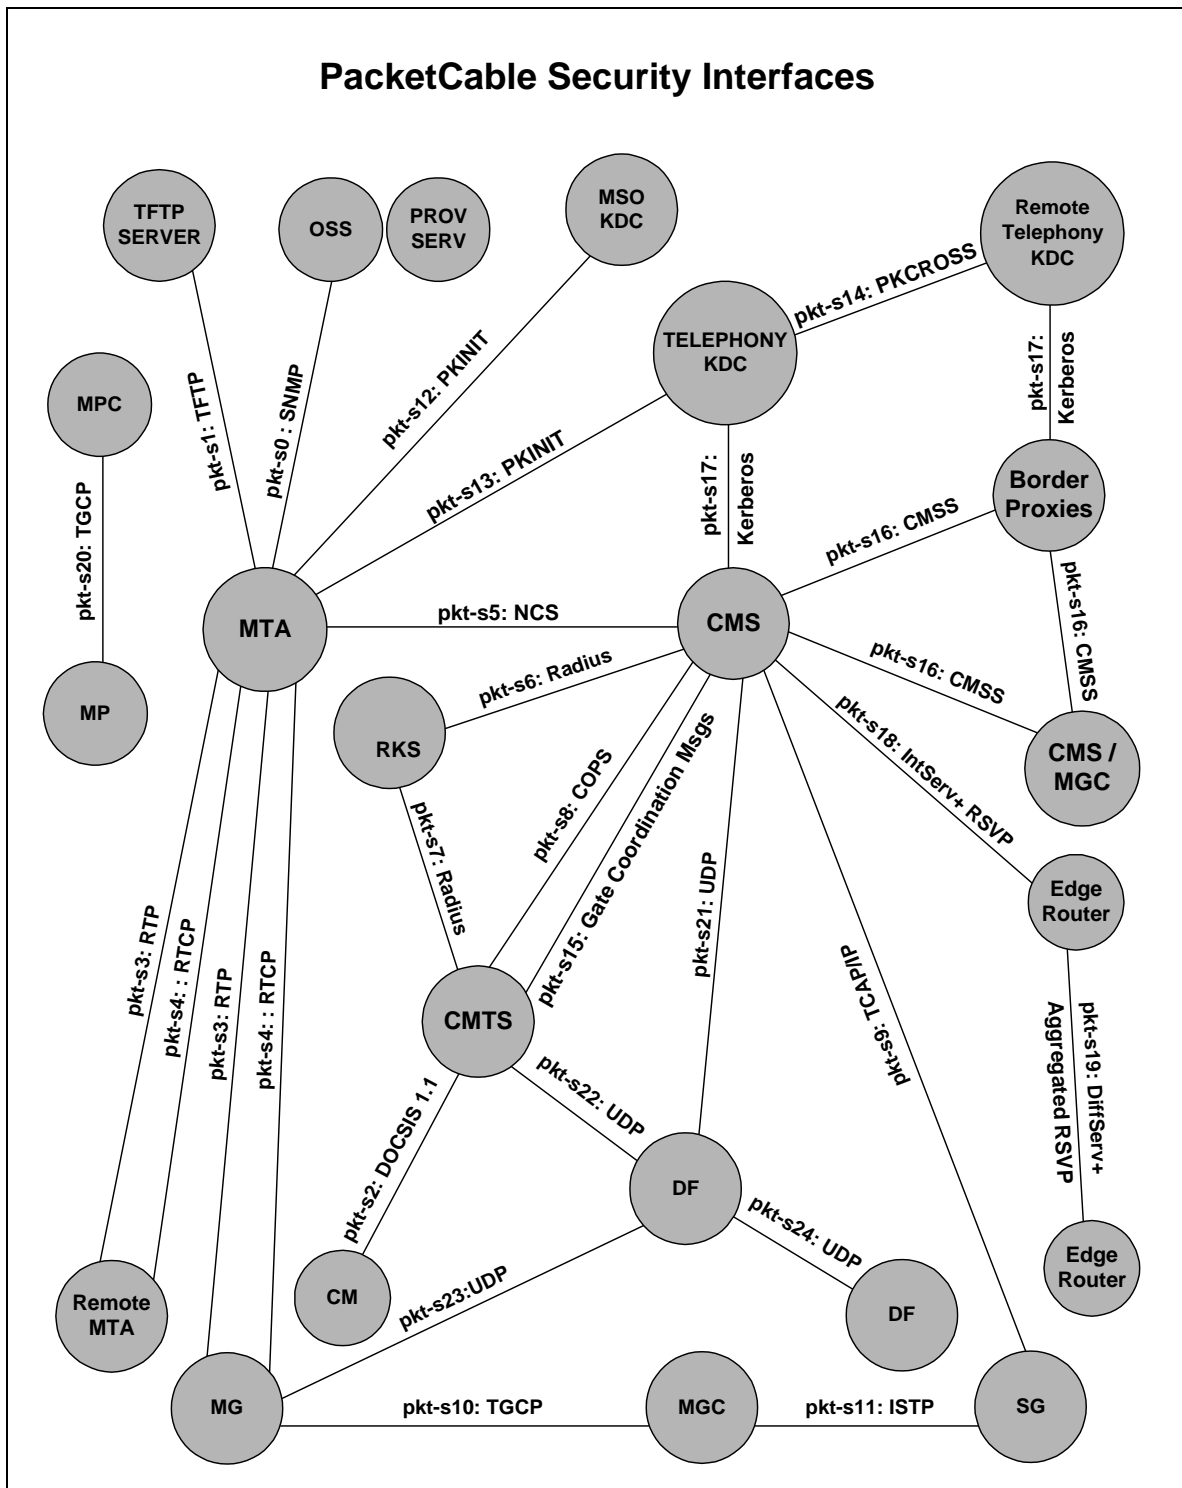 PacketCable Security Interfaces
TFTP
SERVER
OSS
PROV
SERV
MSO
KDC
Remote
Telephony
KDC
pkt-s14: PKCROSS
TELEPHONY
KDC
MPC
pkt-s1: TFTP
pkt-s0 : SNMP
pkt-s12: PKINIT
pkt-s17:
Kerberos
pkt-s13: PKINIT
pkt-s17:
Kerberos
Border
Proxies
pkt-s20: TGCP
pkt-s16: CMSS
MTA
pkt-s5: NCS
CMS
pkt-s16: CMSS
MP
pkt-s6: Radius
pkt-s16: CMSS
RKS
pkt-s18: IntServ+ RSVP
CMS /
MGC
pkt-s8: COPS
pkt-s15: Gate Coordination Msgs
pkt-s7: Radius
pkt-s21: UDP
Edge
Router
pkt-s3: RTP
pkt-s4: : RTCP
pkt-s3: RTP
pkt-s4: : RTCP
CMTS
pkt-s9: TCAP/IP
pkt-s19: DiffServ+
Aggregated RSVP
pkt-s22: UDP
pkt-s2: DOCSIS 1.1
DF
pkt-s24: UDP
Edge
Router
Remote
MTA
CM
pkt-s23:UDP
DF
MG
pkt-s10: TGCP
MGC
pkt-s11: ISTP
SG